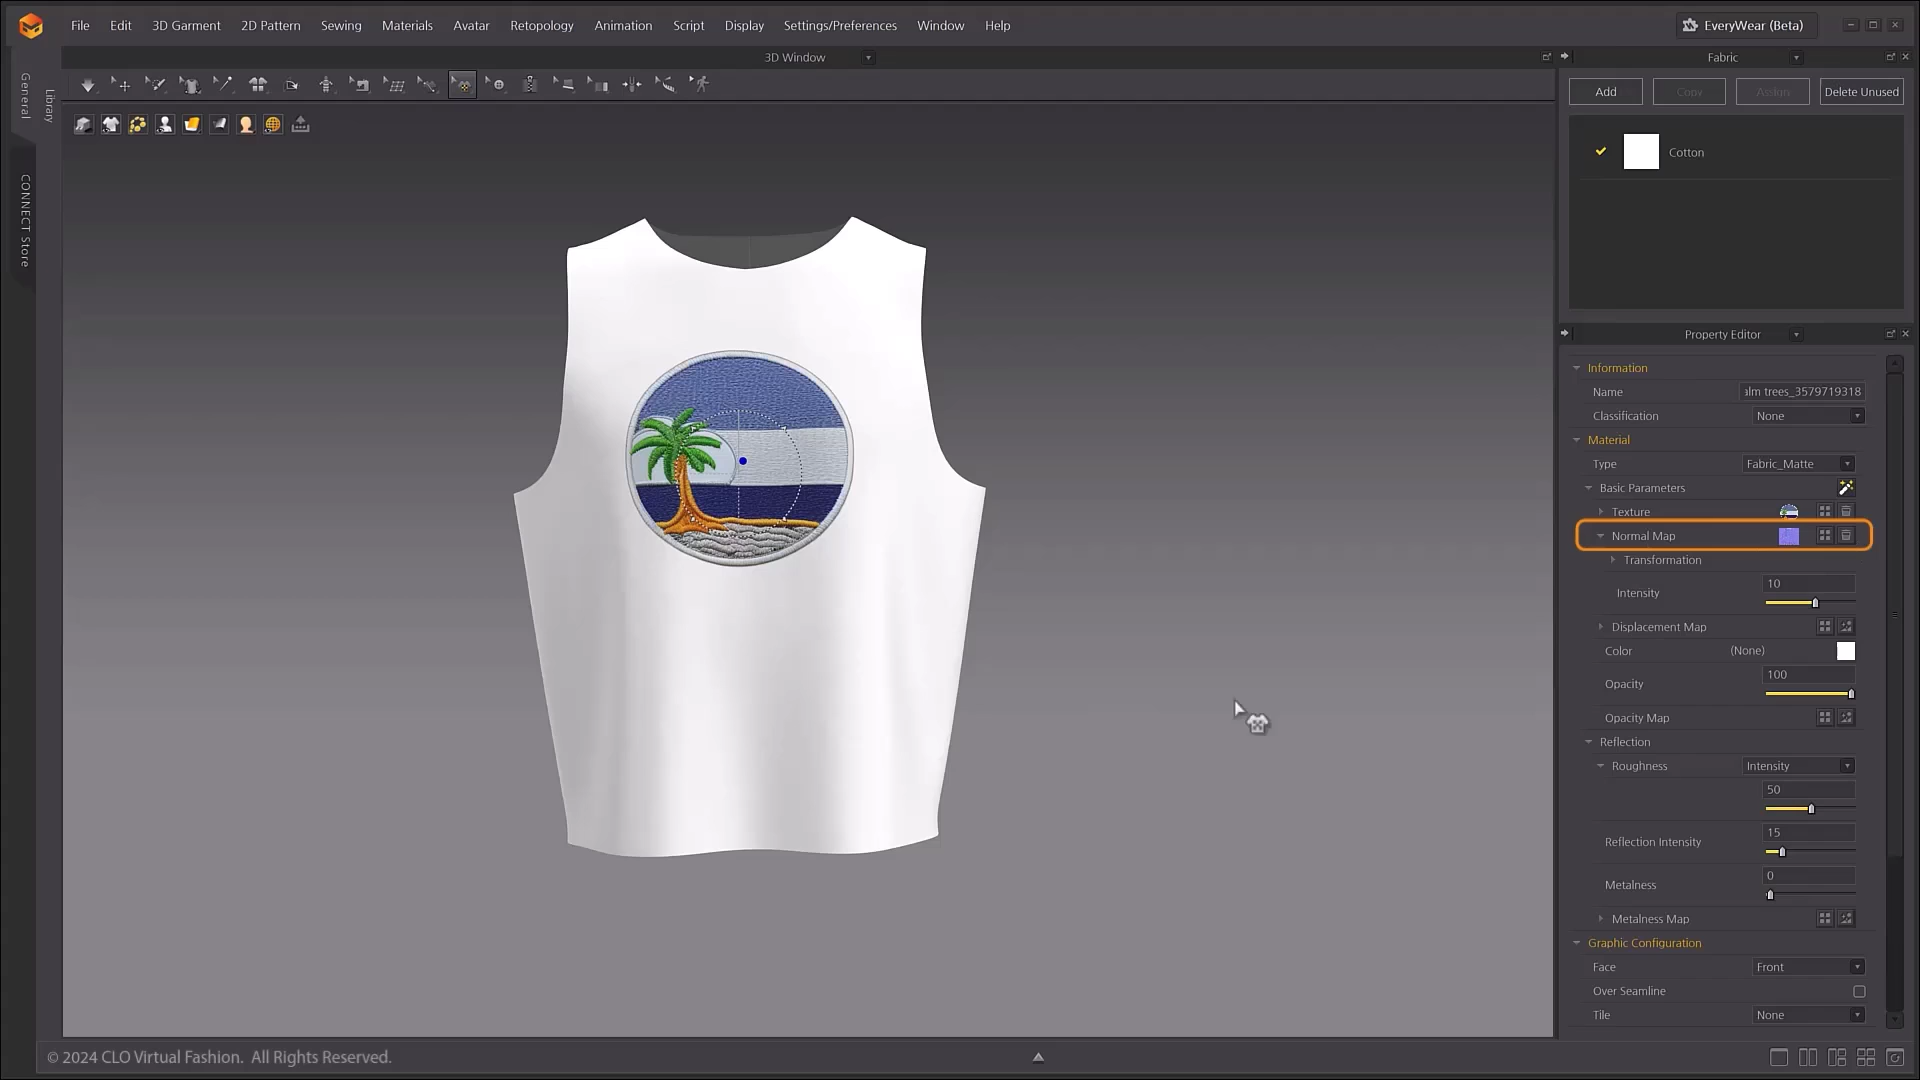 File Edit 3D Garment 2D Pattern Sewing Materials Avatar Retopology Animation Script Display Settings/Preferences Window Help EveryWear (Beta)
3D Window
General
Library
CONNECT Store
Fabric
Add Copy Assign Delete Unused
Cotton
Property Editor
Information
Name alm trees_3579719318
Classification None
Material
Type Fabric_Matte
Basic Parameters
Texture
Normal Map
Transformation
Intensity 10
Displacement Map
Color (None)
Opacity 100
Opacity Map
Reflection
Roughness Intensity
50
Reflection Intensity 15
Metalness 0
Metalness Map
Graphic Configuration
Face Front
Over Seamline
Tile None
© 2024 CLO Virtual Fashion. All Rights Reserved.